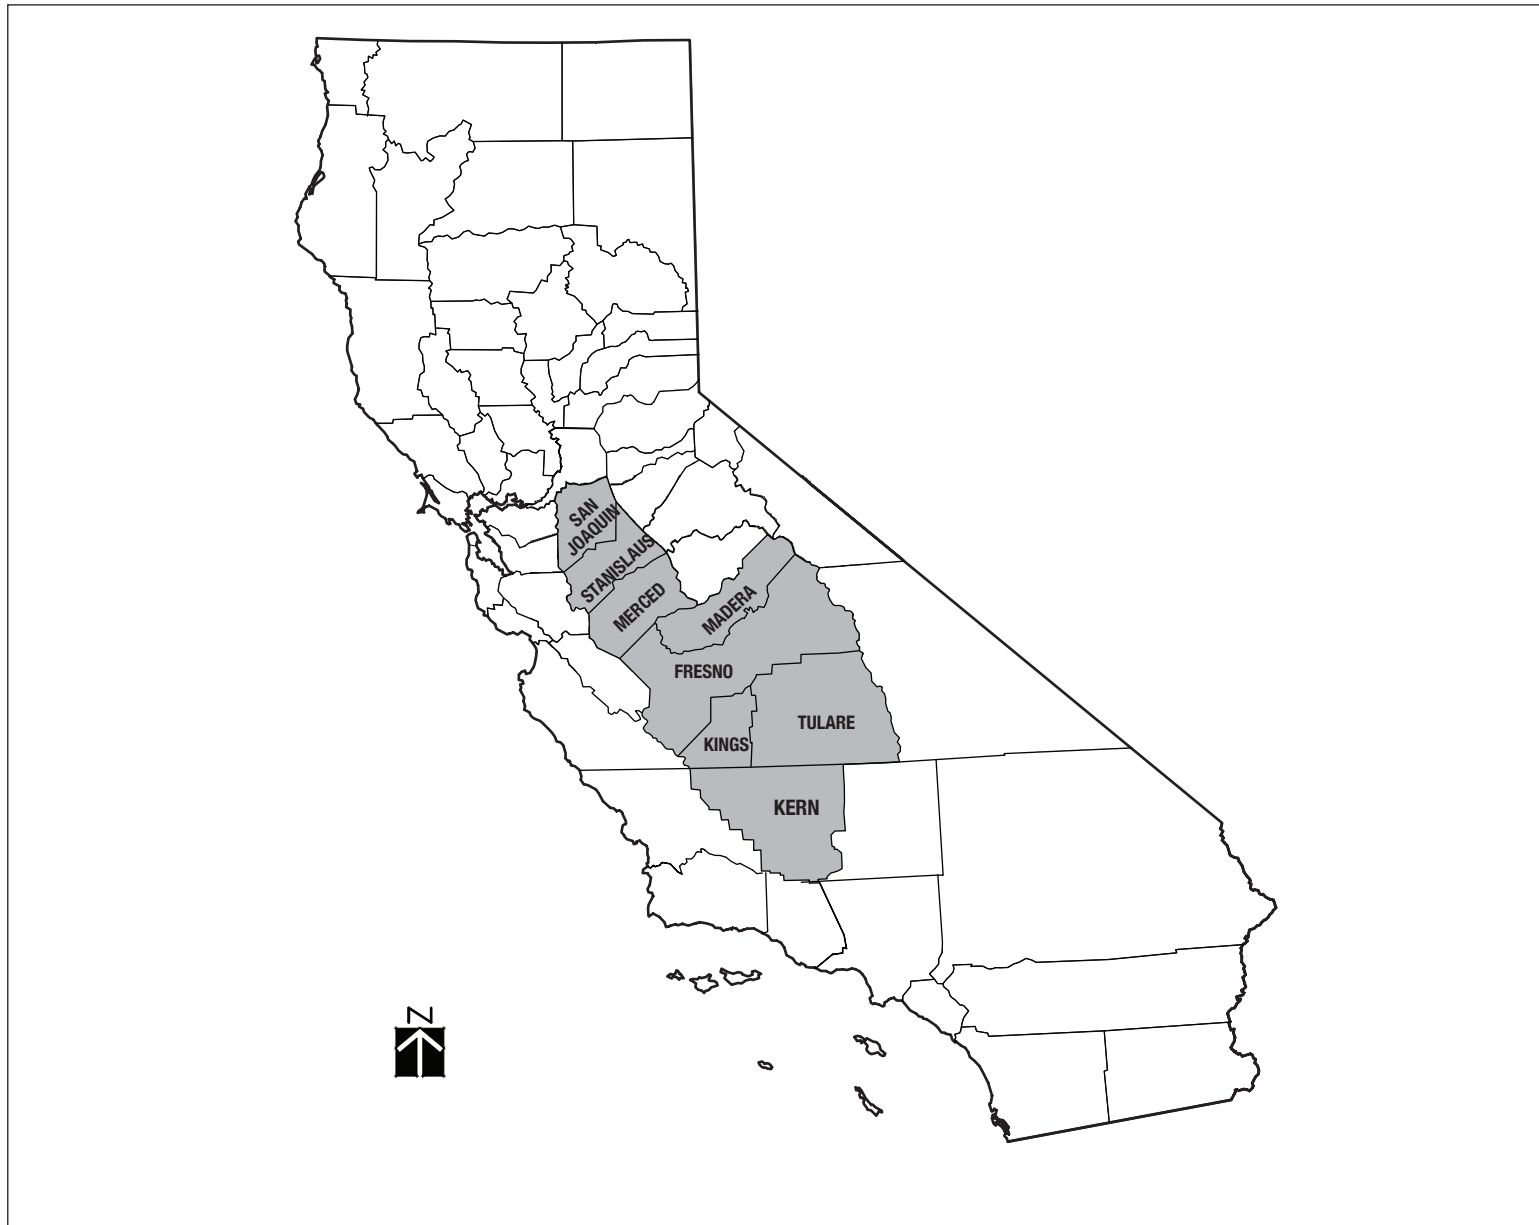 SAN
JOAQUIN
STANISLAUS
MERCED
MADERA
FRESNO
TULARE
KINGS
KERN
N